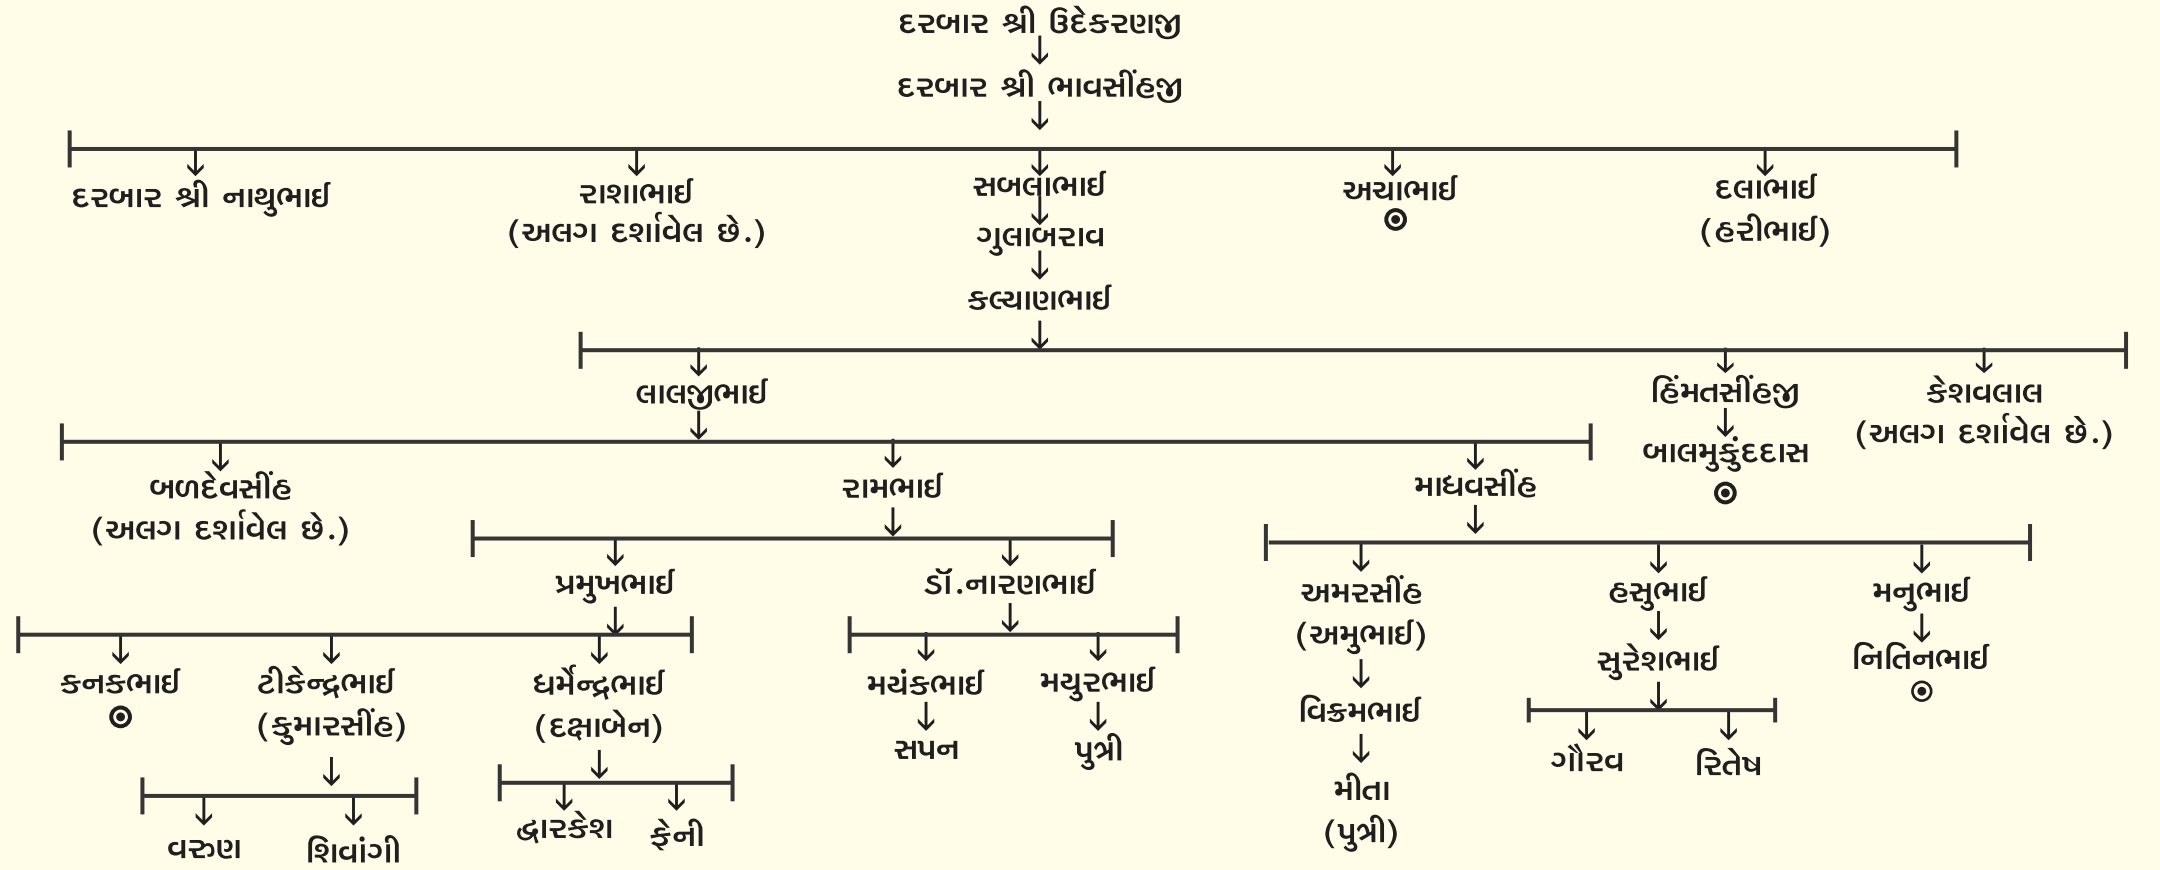 દરબાર શ્રી ઉદેકરણજી
દરબાર શ્રી ભાવસીંહજી
દરબાર શ્રી નાથુભાઈ
રાશાભાઈ
(અલગ દર્શાવેલ છે.)
સબલાભાઈ
ગુલાબરાવ
કલ્યાણભાઈ
અચાભાઈ
દલાભાઈ
(હરીભાઈ)
લાલજીભાઈ
હિંમતસીંહજી
બાલમુકુંદદાસ
કેશવલાલ
(અલગ દર્શાવેલ છે.)
બળદેવસીંહ
(અલગ દર્શાવેલ છે.)
રામભાઈ
માધવસીંહ
પ્રમુખભાઈ
ડૉ.નારણભાઈ
અમરસીંહ
(અમુભાઈ)
હસુભાઈ
મનુભાઈ
કનકભાઈ
ટીકેન્દ્રભાઈ
(કુમારસીંહ)
ધર્મેન્દ્રભાઈ
(દક્ષાબેન)
મયંકભાઈ
મયુરભાઈ
વિક્રમભાઈ
સુરેશભાઈ
નિતિનભાઈ
સપન
પુત્રી
મીતા
(પુત્રી)
ગૌરવ
રિતેષ
વરુણ
શિવાંગી
દ્વારકેશ
ફેની